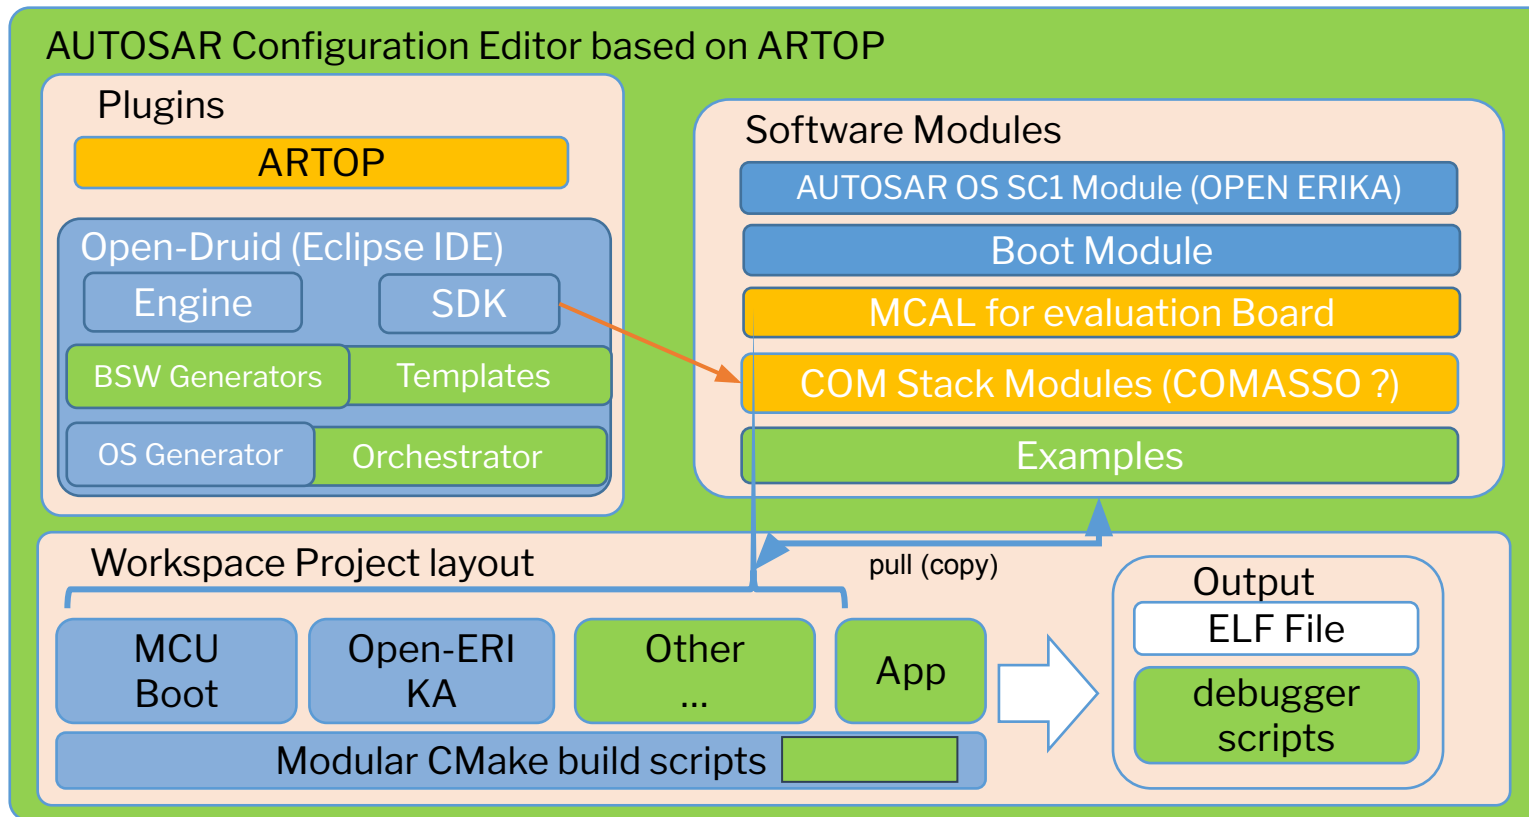 AUTOSAR Configuration Editor based on ARTOP
Plugins
ARTOP
Open-Druid (Eclipse IDE)
Engine
SDK
BSW Generators
Templates
OS Generator
Orchestrator
Software Modules
AUTOSAR OS SC1 Module (OPEN ERIKA)
Boot Module
MCAL for evaluation Board
COM Stack Modules (COMASSO ?)
Examples
Workspace Project layout
pull (copy)
MCU
Boot
Open-ERI
KA
Other
...
App
Modular CMake build scripts
Output
ELF File
debugger
scripts